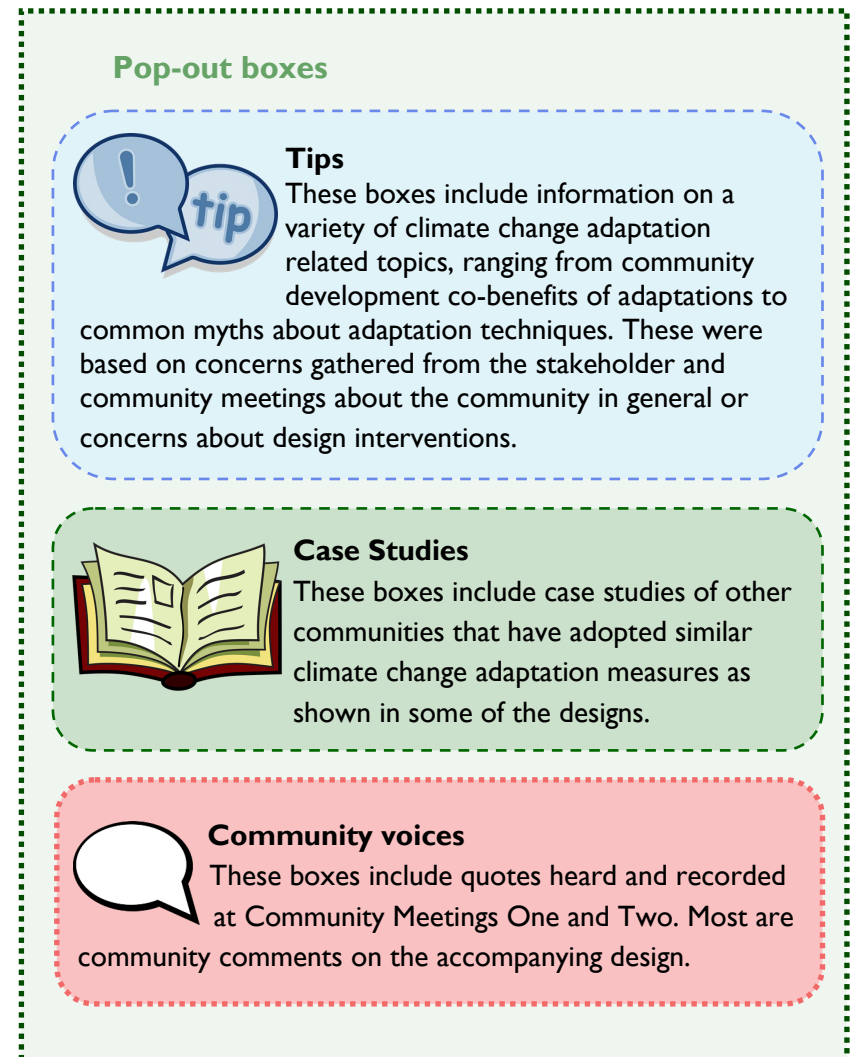 Pop-out boxes
! tip
Tips
These boxes include information on a
variety of climate change adaptation
related topics, ranging from community
development co-benefits of adaptations to
common myths about adaptation techniques. These were
based on concerns gathered from the stakeholder and
community meetings about the community in general or
concerns about design interventions.
Case Studies
These boxes include case studies of other
communities that have adopted similar
climate change adaptation measures as
shown in some of the designs.
Community voices
These boxes include quotes heard and recorded
at Community Meetings One and Two. Most are
community comments on the accompanying design.